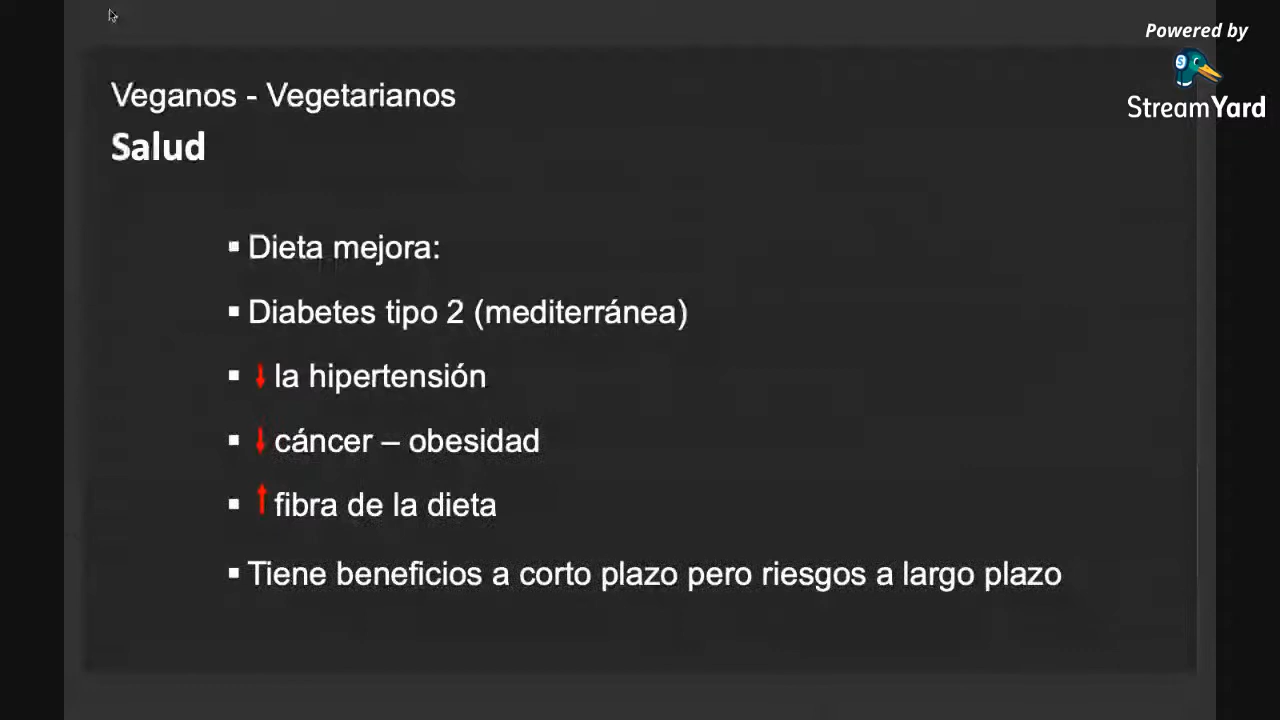 Powered by
StreamYard
Veganos - Vegetarianos
Salud
▪ Dieta mejora:
▪ Diabetes tipo 2 (mediterránea)
▪ ↓ la hipertensión
▪ ↓ cáncer – obesidad
▪ ↑ fibra de la dieta
▪ Tiene beneficios a corto plazo pero riesgos a largo plazo